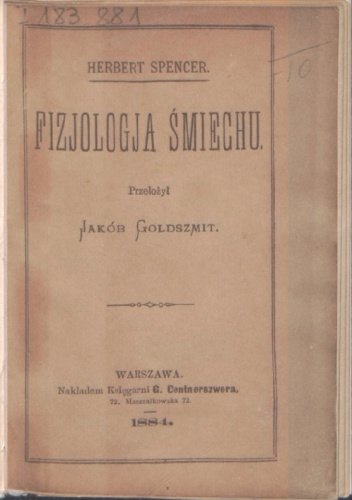 I 183 881
10
HERBERT SPENCER.
FIZJOLOGJA ŚMIECHU.
Przełożył
JAKÓB GOLDSZMIT.
WARSZAWA.
Nakładem Księgarni G. Centnerszwera.
72. Marszałkowska 72.
1884.